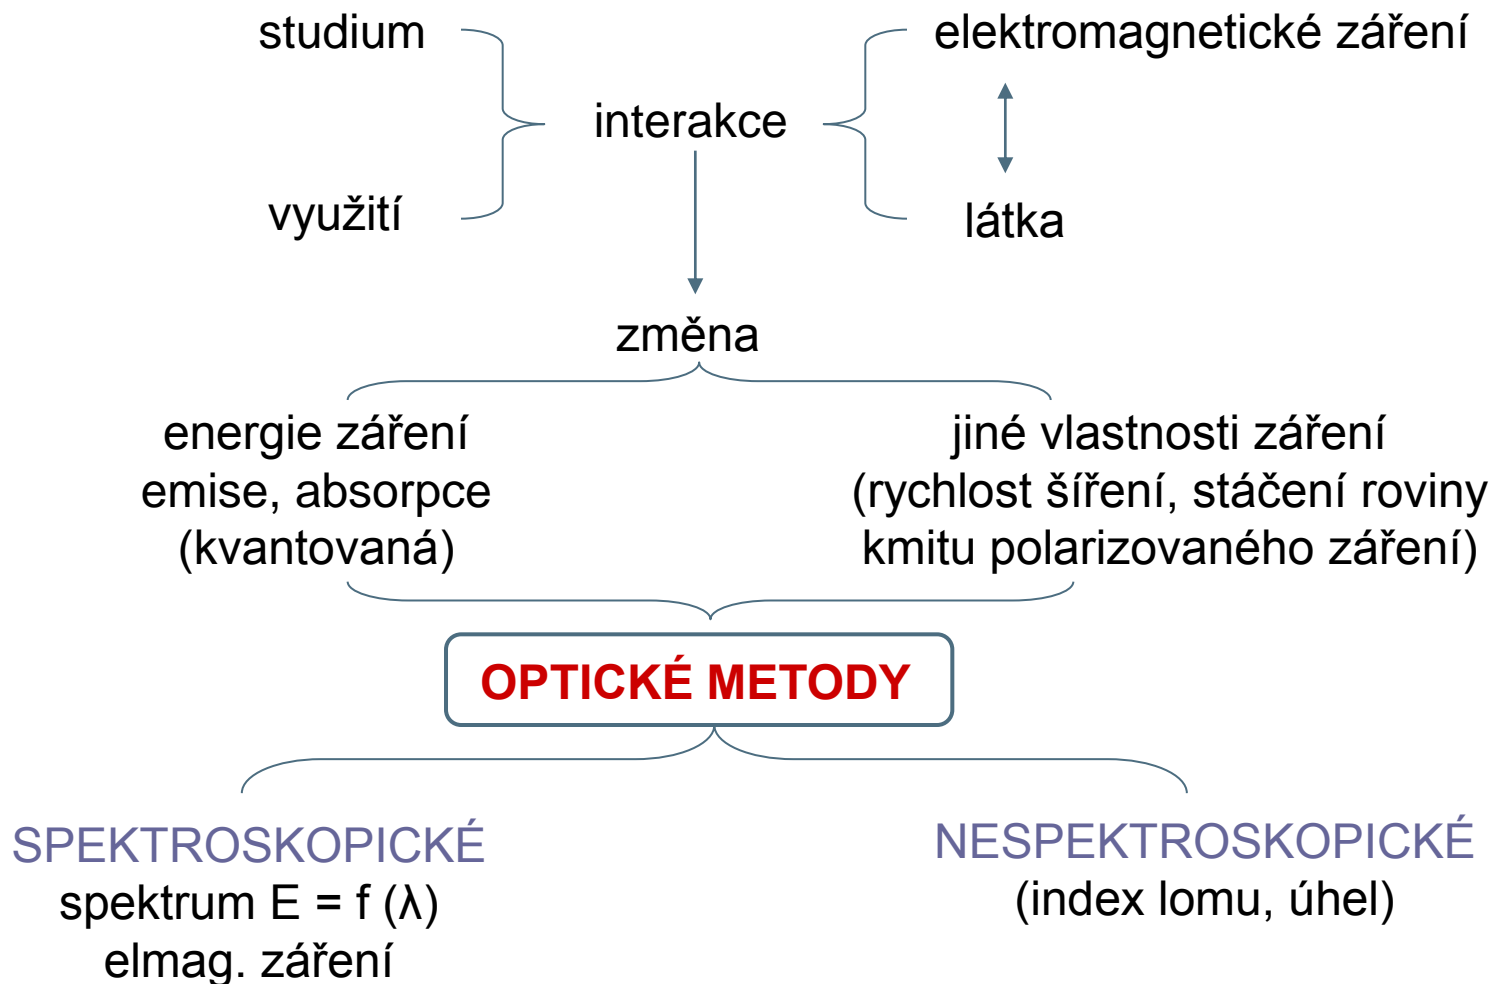 studium
elektromagnetické záření
interakce
využití
látka
změna
energie záření
emise, absorpce
(kvantovaná)
jiné vlastnosti záření
(rychlost šíření, stáčení roviny
kmitu polarizovaného záření)
OPTICKÉ METODY
SPEKTROSKOPICKÉ
spektrum E = f (λ)
elmag. záření
NESPEKTROSKOPICKÉ
(index lomu, úhel)